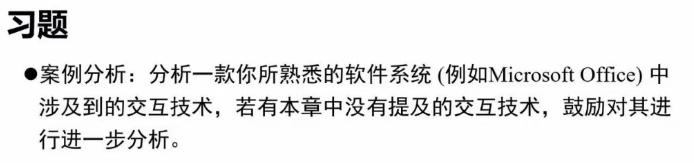 习题
●案例分析：分析一款你所熟悉的软件系统 (例如Microsoft Office) 中
涉及到的交互技术，若有本章中没有提及的交互技术，鼓励对其进
行进一步分析。